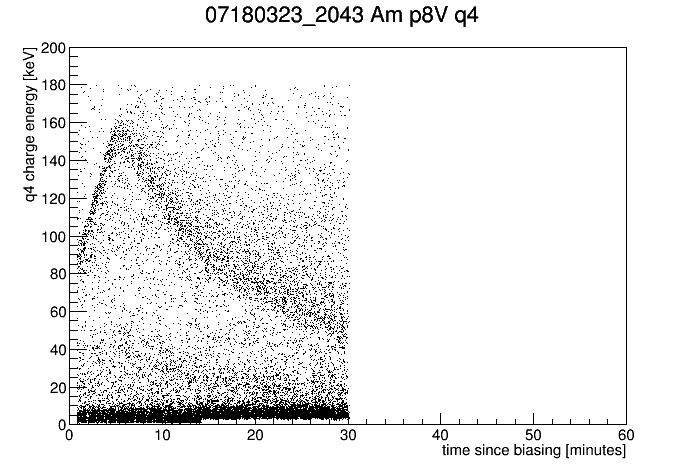 07180323_2043 Am p8V q4
q4 charge energy [keV]
200
180
160
140
120
100
80
60
40
20
0
0 10 20 30 40 50 60
time since biasing [minutes]